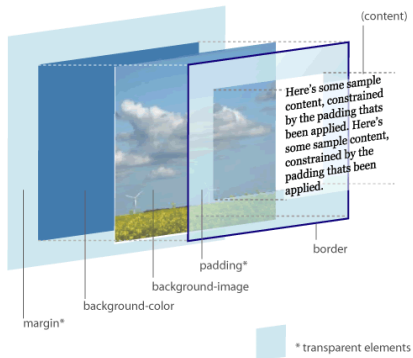 (content)
Here's some sample
content, constrained
by the padding thats
been applied. Here's
some sample content,
constrained by the
padding thats been
applied.
border
padding*
background-image
background-color
margin*
* transparent elements